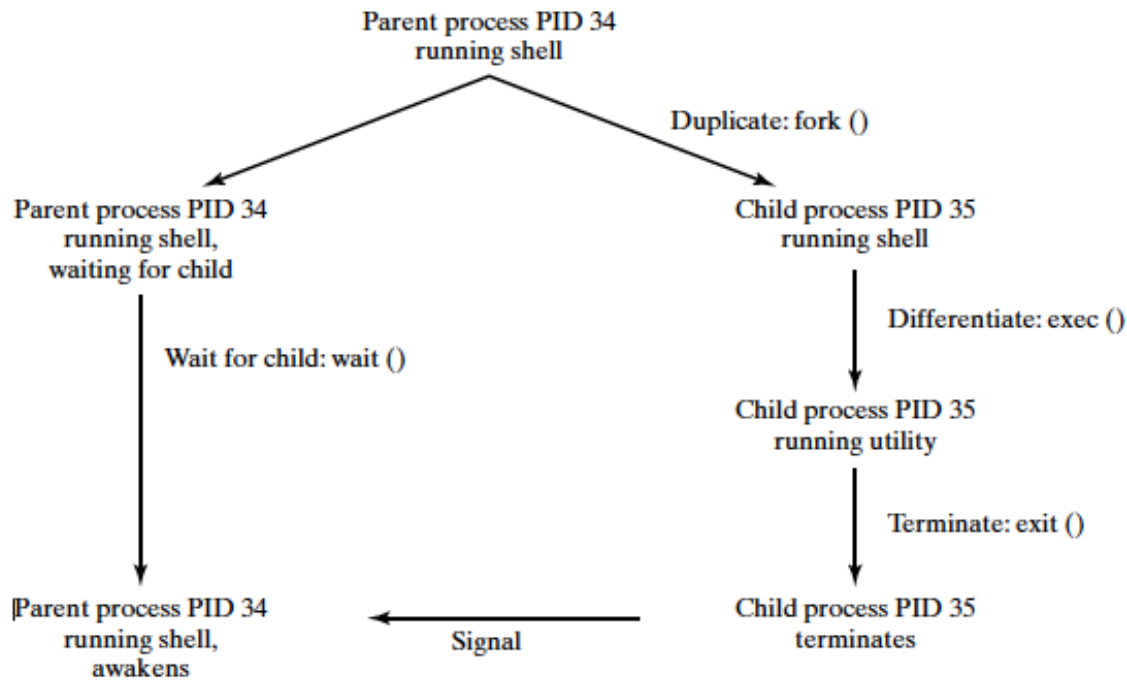 Parent process PID 34
running shell
Duplicate: fork ()
Parent process PID 34
running shell,
waiting for child
Child process PID 35
running shell
Differentiate: exec ()
Wait for child: wait ()
Child process PID 35
running utility
Terminate: exit ()
Parent process PID 34
running shell,
awakens
Signal
Child process PID 35
terminates